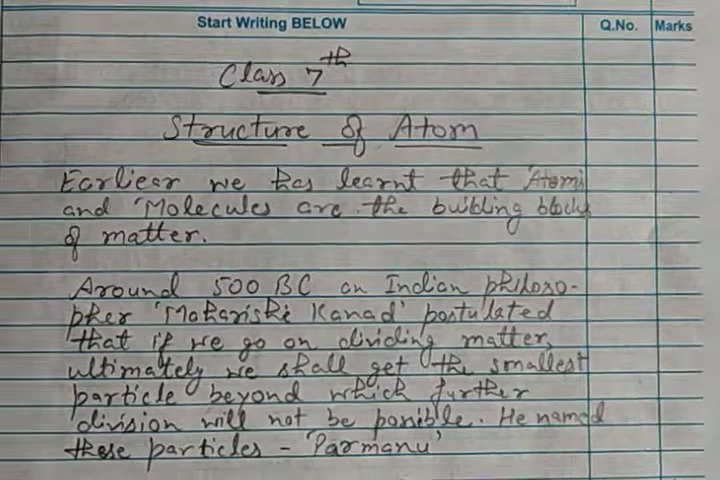 Start Writing BELOW
Q.No. Marks
Class 7th
Structure of Atom
Earliear we has learnt that 'Atoms
and 'Molecules are the building blocks
of matter.
Around 500 BC an Indian philoso-
pher 'Maharishi Kanad' postulated
that if we go on dividing matter,
ultimately we shall get the smallest
particle beyond which further
division will not be possible. He named
these particles - 'Parmanu'